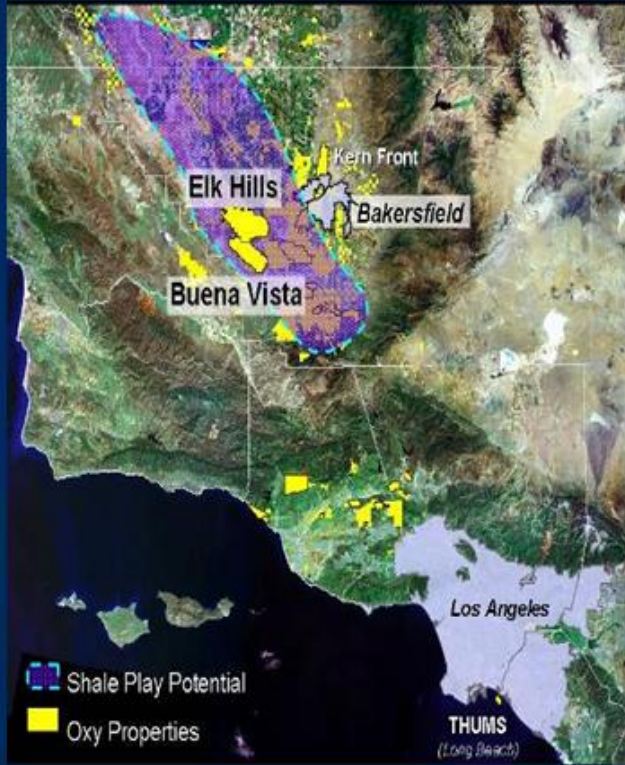 Kern Front
Elk Hills
Bakersfield
Buena Vista
Los Angeles
Shale Play Potential
Oxy Properties
THUMS
(Long Beach)